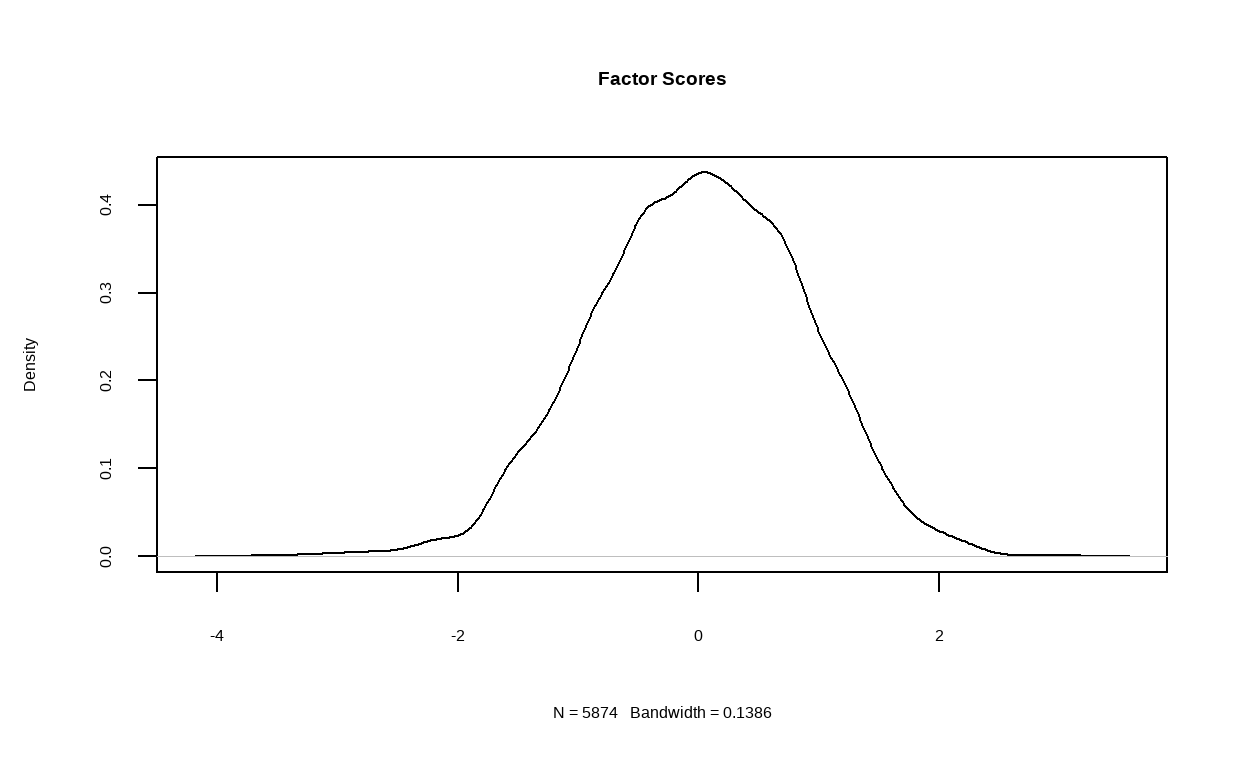 Factor Scores
Density
0.4
0.3
0.2
0.1
0.0
-4 -2 0 2
N = 5874 Bandwidth = 0.1386